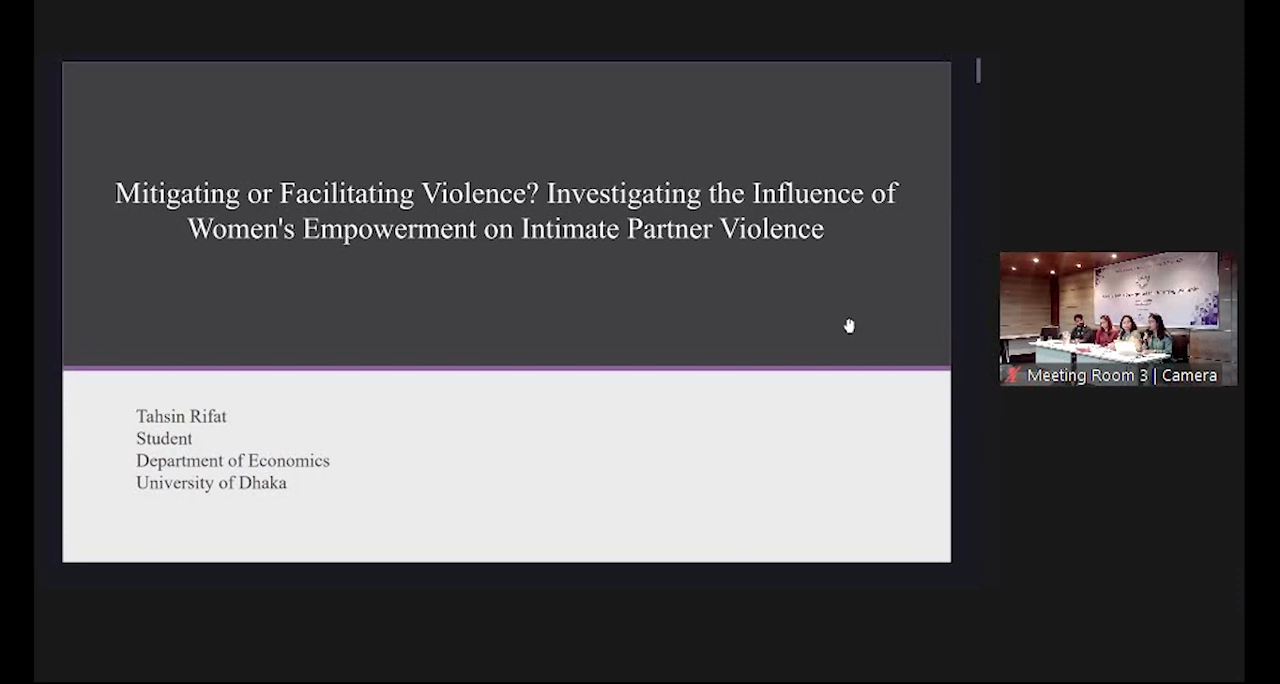 Mitigating or Facilitating Violence? Investigating the Influence of
Women's Empowerment on Intimate Partner Violence
Tahsin Rifat
Student
Department of Economics
University of Dhaka
Meeting Room 3 | Camera